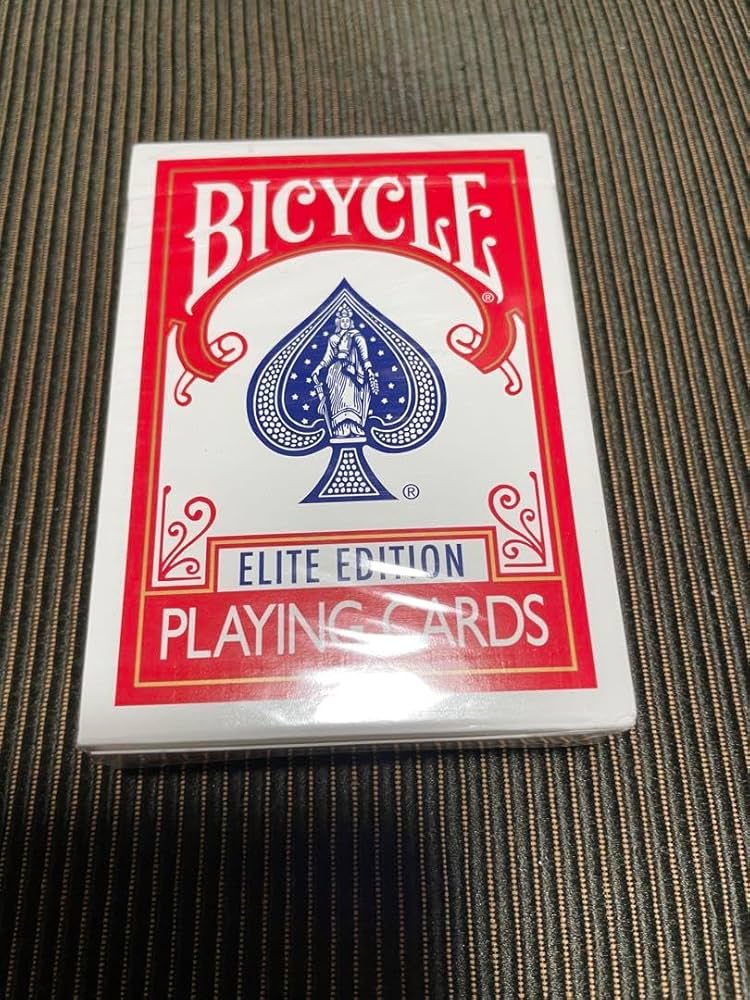 BICYCLE
®
®
ELITE EDITION
PLAYING CARDS